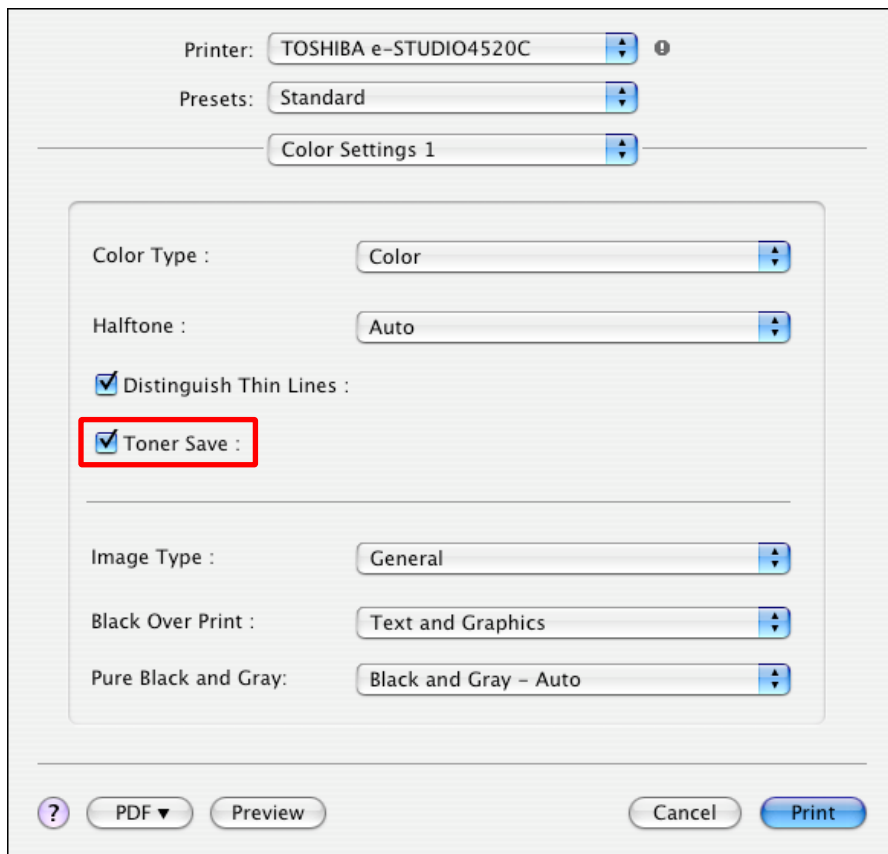 Printer: TOSHIBA e-STUDIO4520C
Presets: Standard
Color Settings 1
Color Type : Color
Halftone : Auto
Distinguish Thin Lines :
Toner Save :
Image Type : General
Black Over Print : Text and Graphics
Pure Black and Gray: Black and Gray – Auto
? PDF ▼ Preview Cancel Print